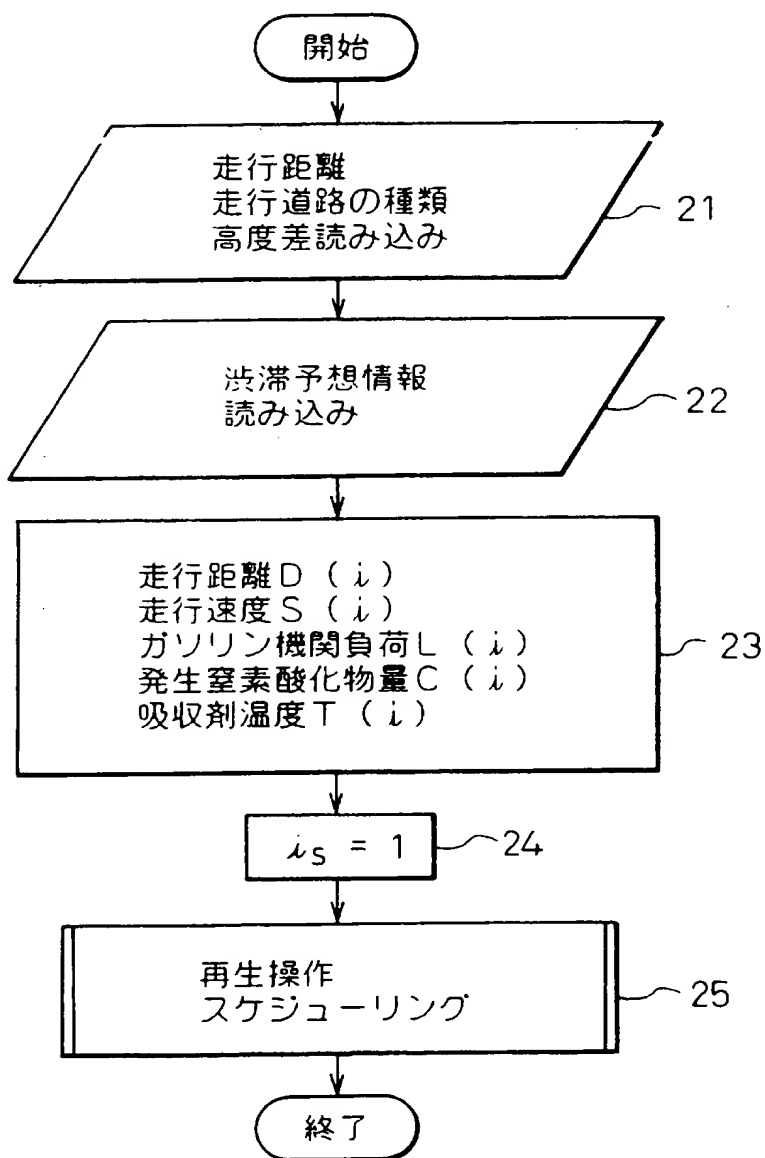 開始
走行距離
走行道路の種類
高度差読み込み
21
渋滞予想情報
読み込み
22
走行距離D (i)
走行速度S (i)
ガソリン機関負荷L (i)
発生窒素酸化物量C (i)
吸収剤温度T (i)
23
is = 1
24
再生操作
スケジューリング
25
終了